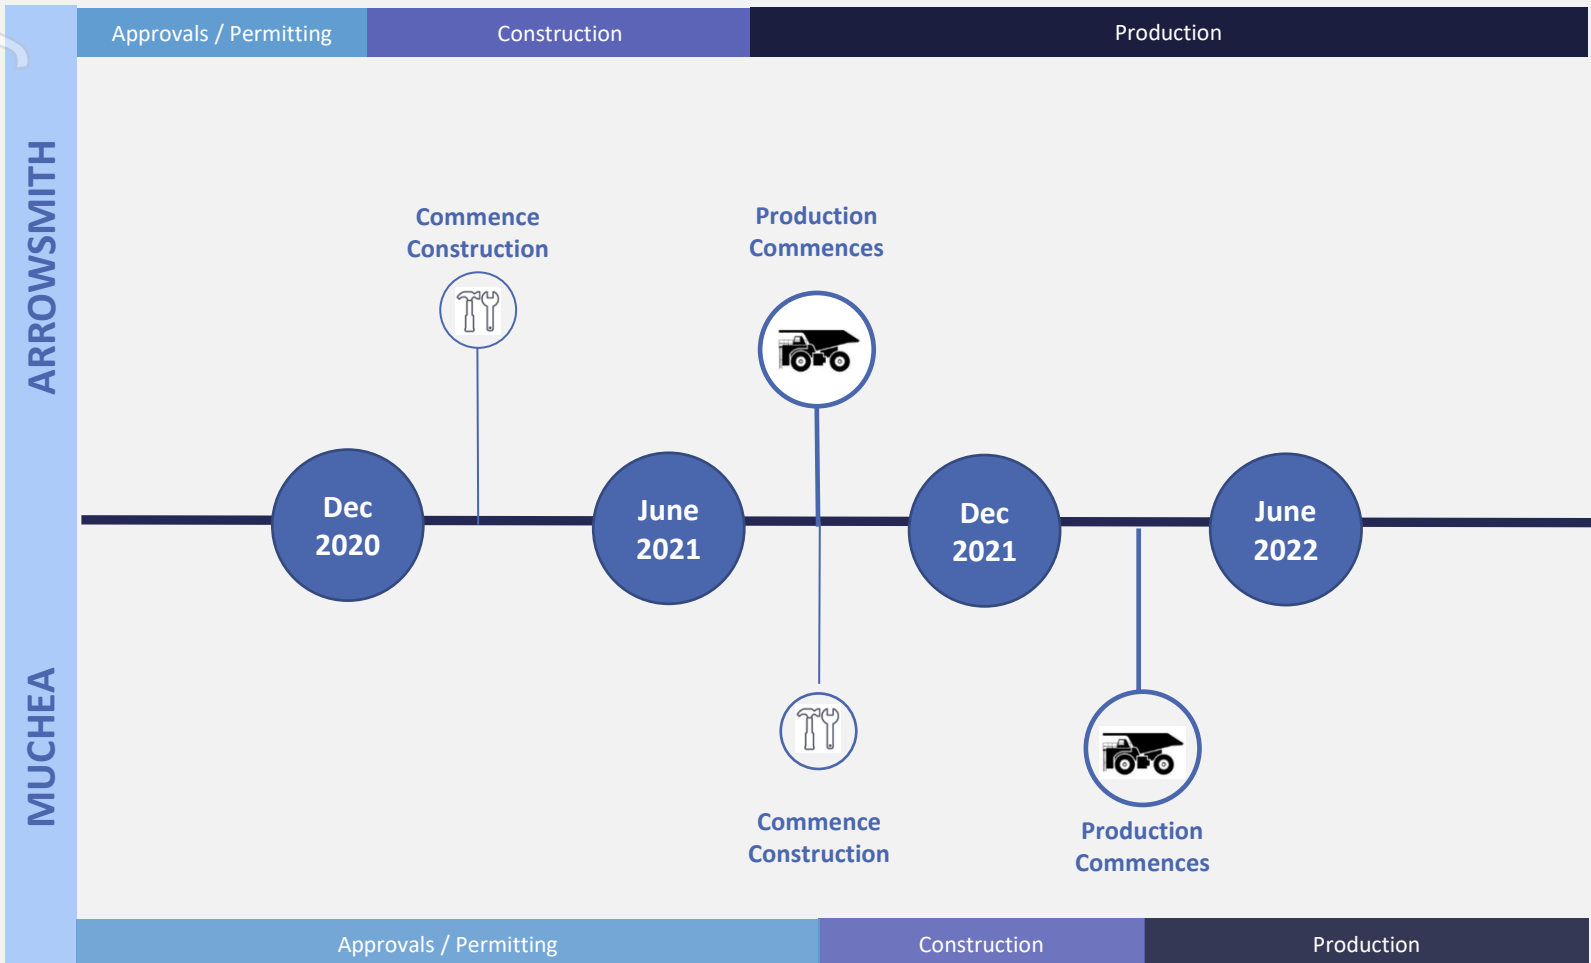 Approvals / Permitting
Construction
Production
ARROWSMITH
Commence
Construction
Production
Commences
Dec
2020
June
2021
Dec
2021
June
2022
MUCHEA
Commence
Construction
Production
Commences
Approvals / Permitting
Construction
Production